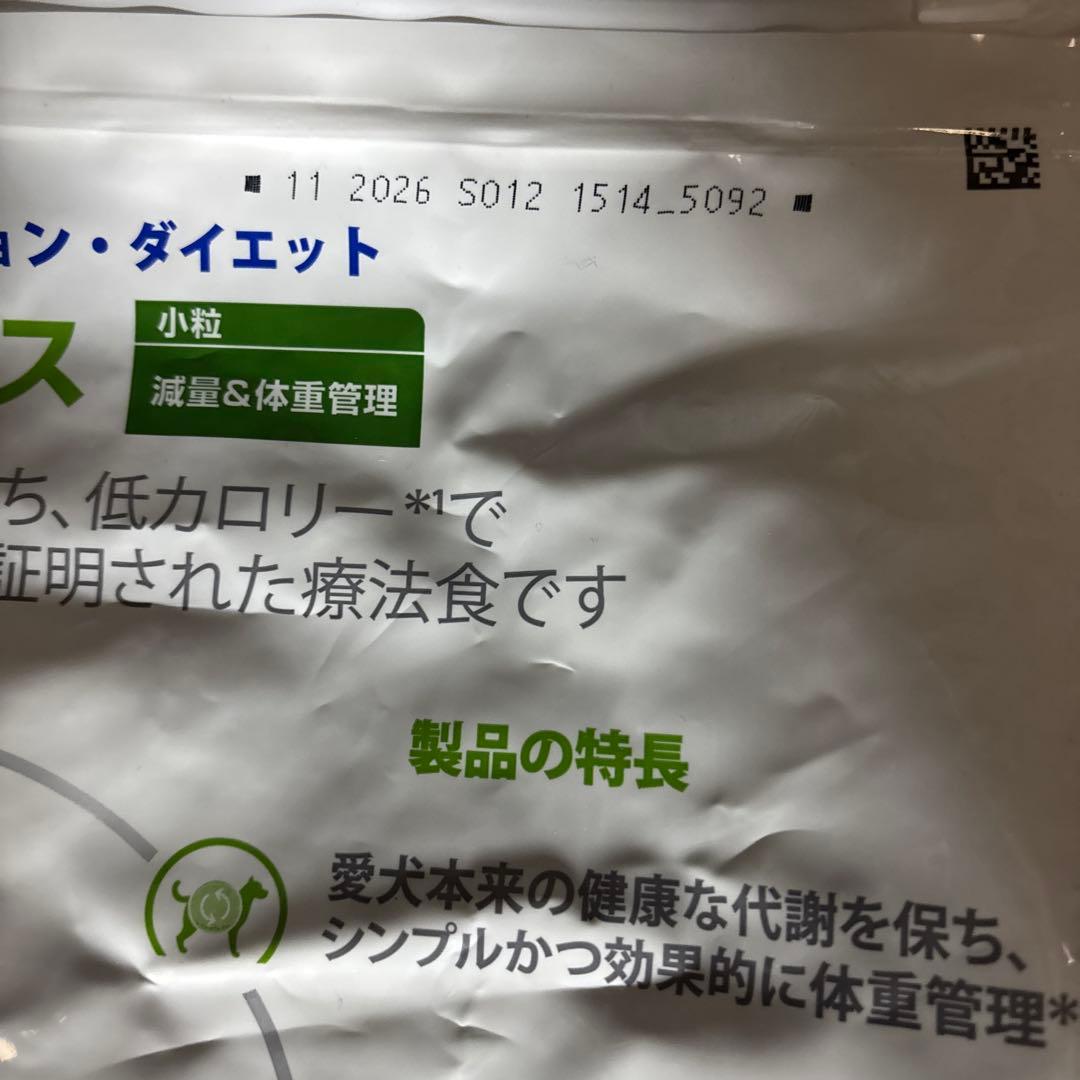 11 2026 S012 1514_5092
ョン・ダイエット
ス
小粒
減量&体重管理
ち、低カロリー*1で
証明された療法食です
製品の特長
愛犬本来の健康な代謝を保ち、
シンプルかつ効果的に体重管理*